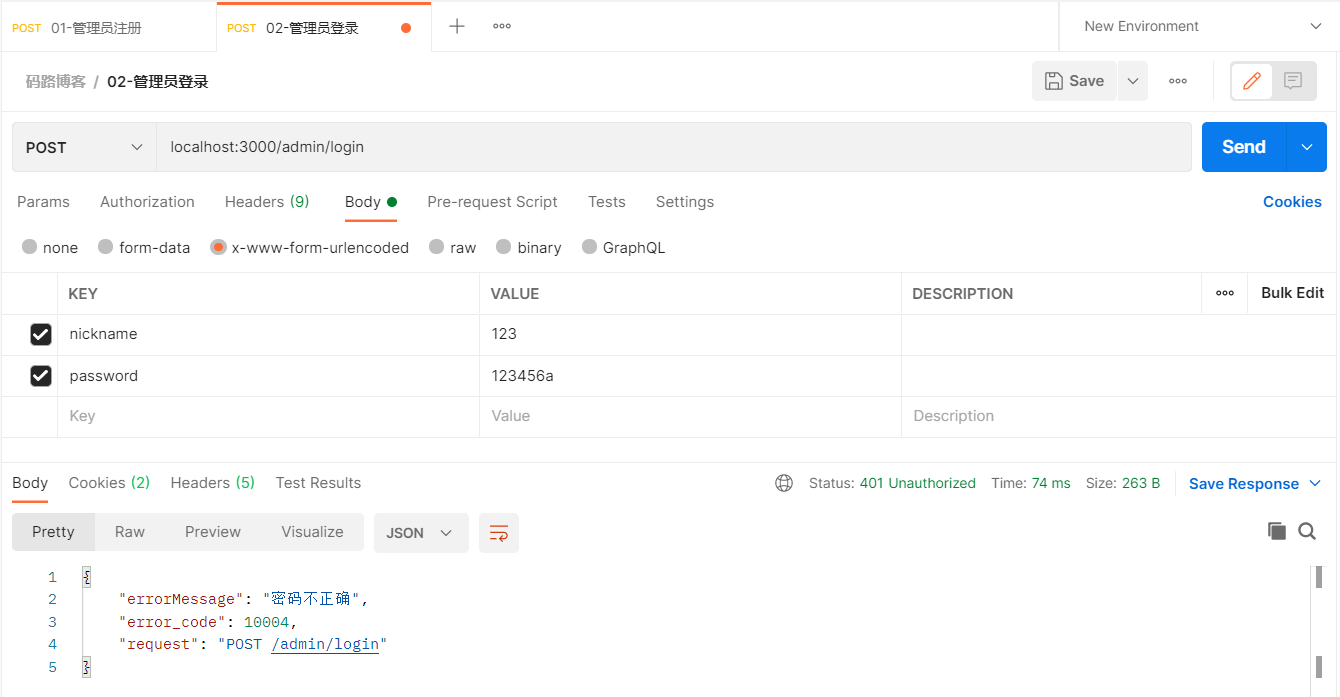 POST 01-管理员注册 POST 02-管理员登录 New Environment
码路博客 / 02-管理员登录 Save
POST localhost:3000/admin/login Send
Params Authorization Headers (9) Body Pre-request Script Tests Settings Cookies
none form-data x-www-form-urlencoded raw binary GraphQL
KEY VALUE DESCRIPTION Bulk Edit
nickname 123
password 123456a
Key Value Description
Body Cookies (2) Headers (5) Test Results Status: 401 Unauthorized Time: 74 ms Size: 263 B Save Response
Pretty Raw Preview Visualize JSON
1 {
2 "errorMessage": "密码不正确",
3 "error_code": 10004,
4 "request": "POST /admin/login"
5 }